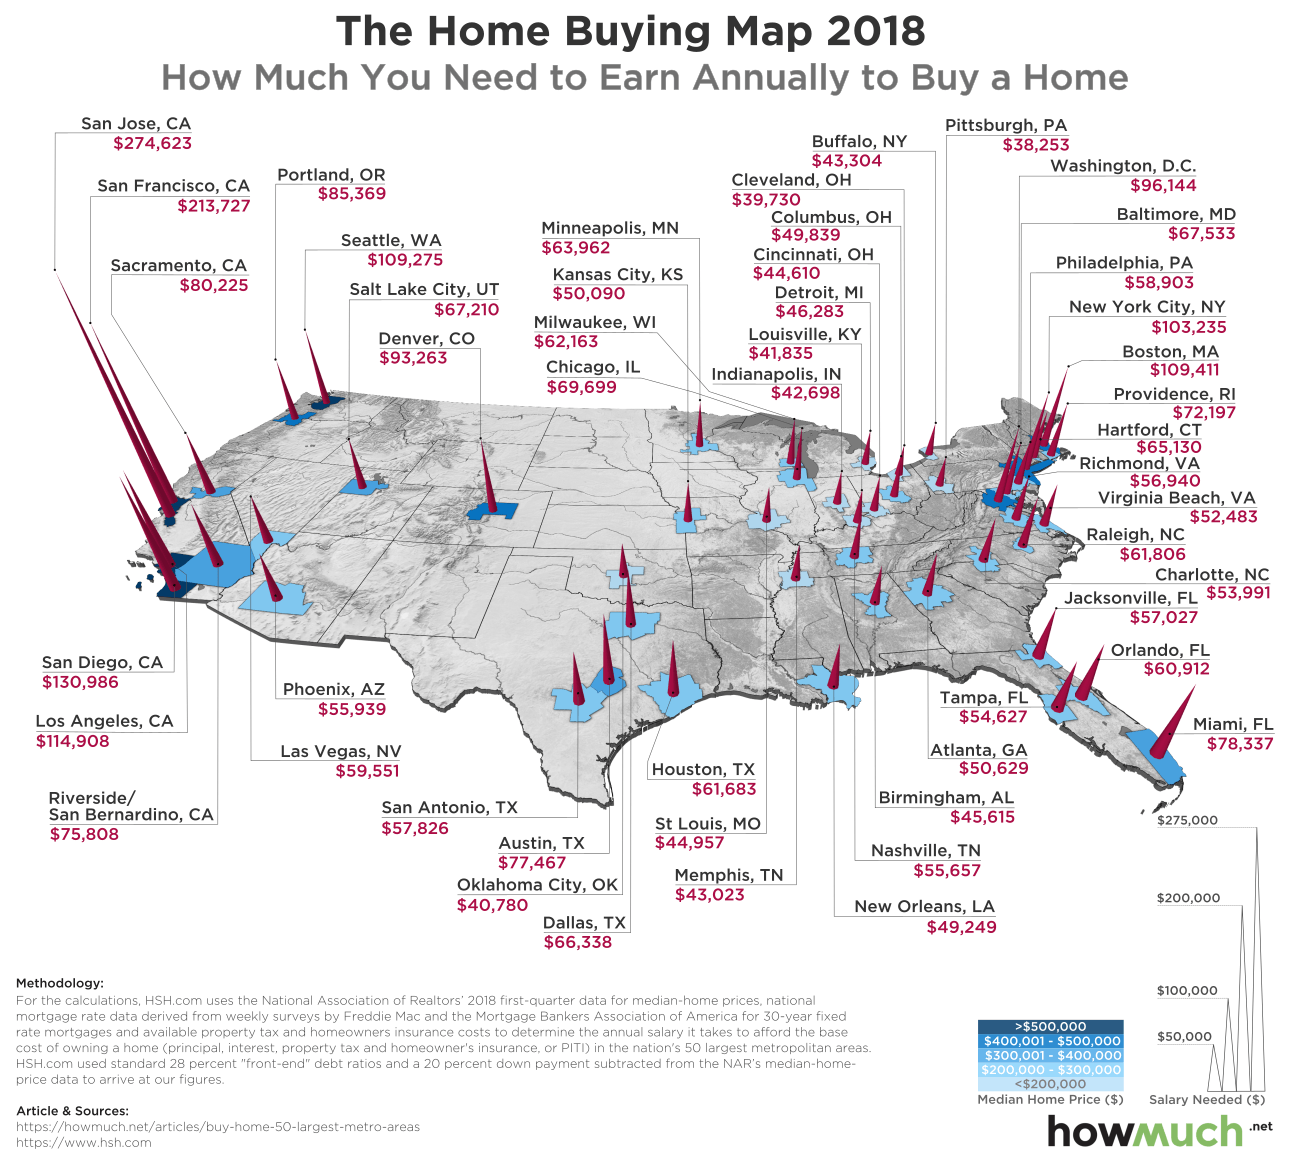 The Home Buying Map 2018
How Much You Need to Earn Annually to Buy a Home
San Jose, CA
$274,623
San Francisco, CA
$213,727
Sacramento, CA
$80,225
Portland, OR
$85,369
Seattle, WA
$109,275
Salt Lake City, UT
$67,210
Denver, CO
$93,263
Minneapolis, MN
$63,962
Kansas City, KS
$50,090
Milwaukee, WI
$62,163
Chicago, IL
$69,699
Buffalo, NY
$43,304
Cleveland, OH
$39,730
Columbus, OH
$49,839
Cincinnati, OH
$44,610
Detroit, MI
$46,283
Louisville, KY
$41,835
Indianapolis, IN
$42,698
Pittsburgh, PA
$38,253
Washington, D.C.
$96,144
Baltimore, MD
$67,533
Philadelphia, PA
$58,903
New York City, NY
$103,235
Boston, MA
$109,411
Providence, RI
$72,197
Hartford, CT
$65,130
Richmond, VA
$56,940
Virginia Beach, VA
$52,483
Raleigh, NC
$61,806
Charlotte, NC
$53,991
Jacksonville, FL
$57,027
Orlando, FL
$60,912
Tampa, FL
$54,627
Miami, FL
$78,337
Atlanta, GA
$50,629
Birmingham, AL
$45,615
Nashville, TN
$55,657
New Orleans, LA
$49,249
San Diego, CA
$130,986
Los Angeles, CA
$114,908
Riverside/
San Bernardino, CA
$75,808
Phoenix, AZ
$55,939
Las Vegas, NV
$59,551
San Antonio, TX
$57,826
Austin, TX
$77,467
Oklahoma City, OK
$40,780
Dallas, TX
$66,338
Houston, TX
$61,683
St Louis, MO
$44,957
Memphis, TN
$43,023
Methodology:
For the calculations, HSH.com uses the National Association of Realtors' 2018 first-quarter data for median-home prices, national
mortgage rate data derived from weekly surveys by Freddie Mac and the Mortgage Bankers Association of America for 30-year fixed
rate mortgages and available property tax and homeowners insurance costs to determine the annual salary it takes to afford the base
cost of owning a home (principal, interest, property tax and homeowner's insurance, or PITI) in the nation's 50 largest metropolitan areas.
HSH.com used standard 28 percent "front-end" debt ratios and a 20 percent down payment subtracted from the NAR's median-home-
price data to arrive at our figures.
Article & Sources:
https://howmuch.net/articles/buy-home-50-largest-metro-areas
https://www.hsh.com
>$500,000
$400,001 - $500,000
$300,001 - $400,000
$200,000 - $300,000
<$200,000
Median Home Price ($)
$275,000
$200,000
$100,000
$50,000
Salary Needed ($)
howmuch.net